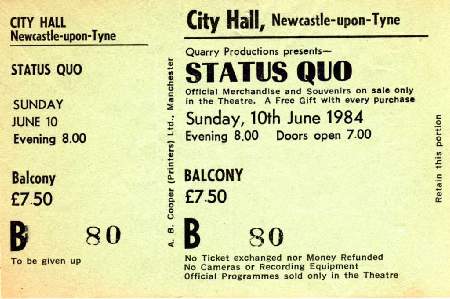 CITY HALL
Newcastle-upon-Tyne
STATUS QUO
SUNDAY
JUNE 10
Evening 8.00
Balcony
£7.50
B 80
To be given up
A. B. Cooper (Printers) Ltd., Manchester
City Hall, Newcastle-upon-Tyne
Quarry Productions presents—
STATUS QUO
Official Merchandise and Souvenirs on sale only
in the Theatre. A Free Gift with every purchase
Sunday, 10th June 1984
Evening 8.00 Doors open 7.00
BALCONY
£7.50
B 80
No Ticket exchanged nor Money Refunded
No Cameras or Recording Equipment
Official Programmes sold only in the Theatre
Retain this portion